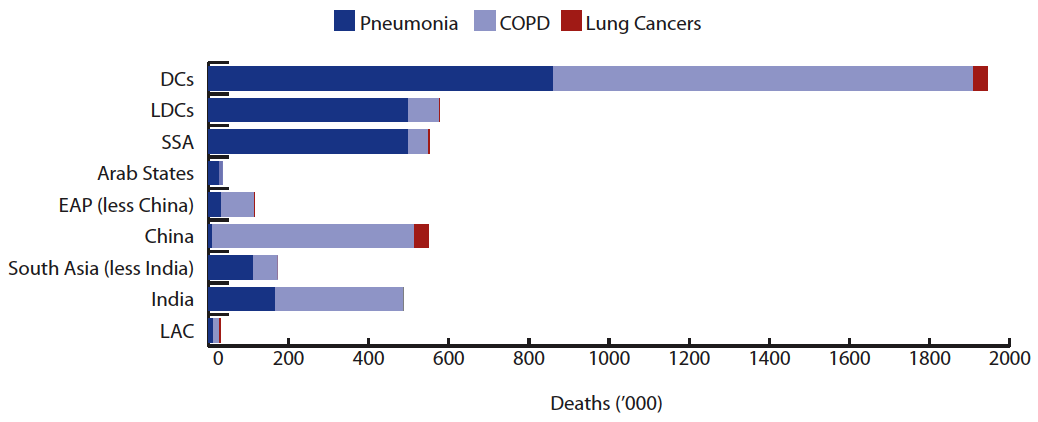 Pneumonia COPD Lung Cancers
DCs
LDCs
SSA
Arab States
EAP (less China)
China
South Asia (less India)
India
LAC
0 200 400 600 800 1000 1200 1400 1600 1800 2000
Deaths (’000)